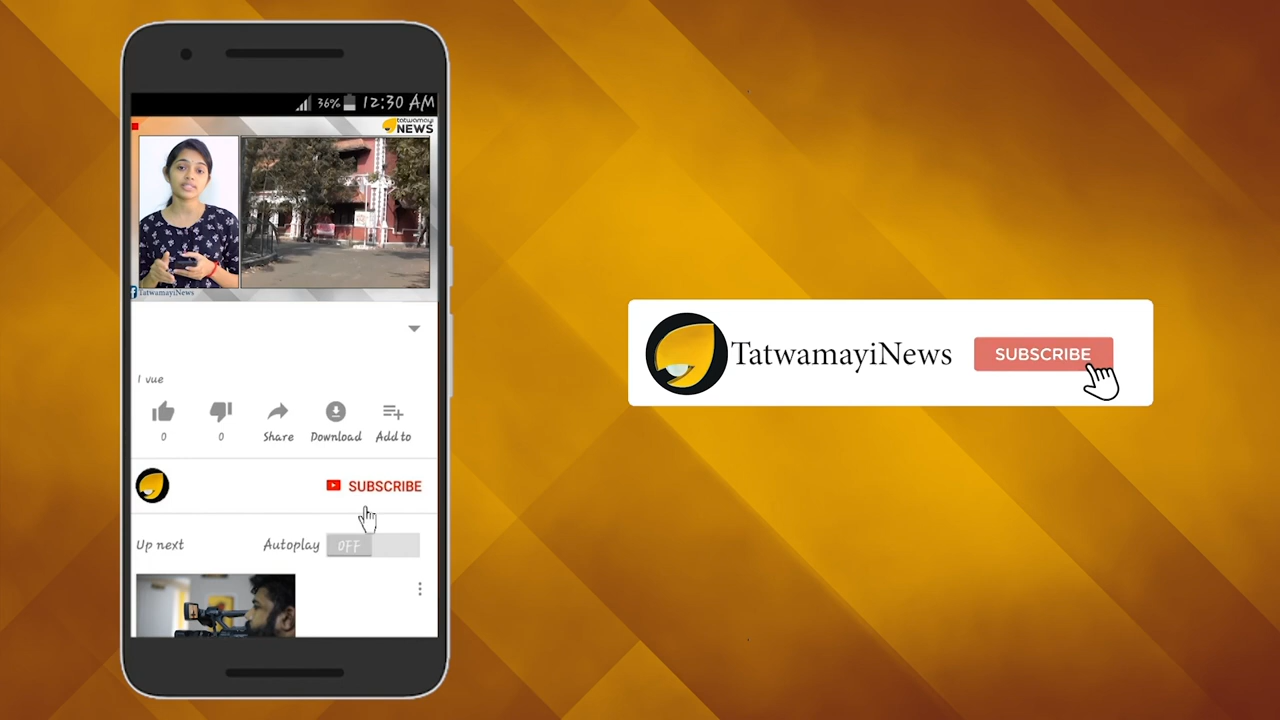 36% 12:30 AM
tatwamayi
NEWS
TatwamayiNews
1 vue
0 0 Share Download Add to
SUBSCRIBE
Up next Autoplay OFF
TatwamayiNews SUBSCRIBE